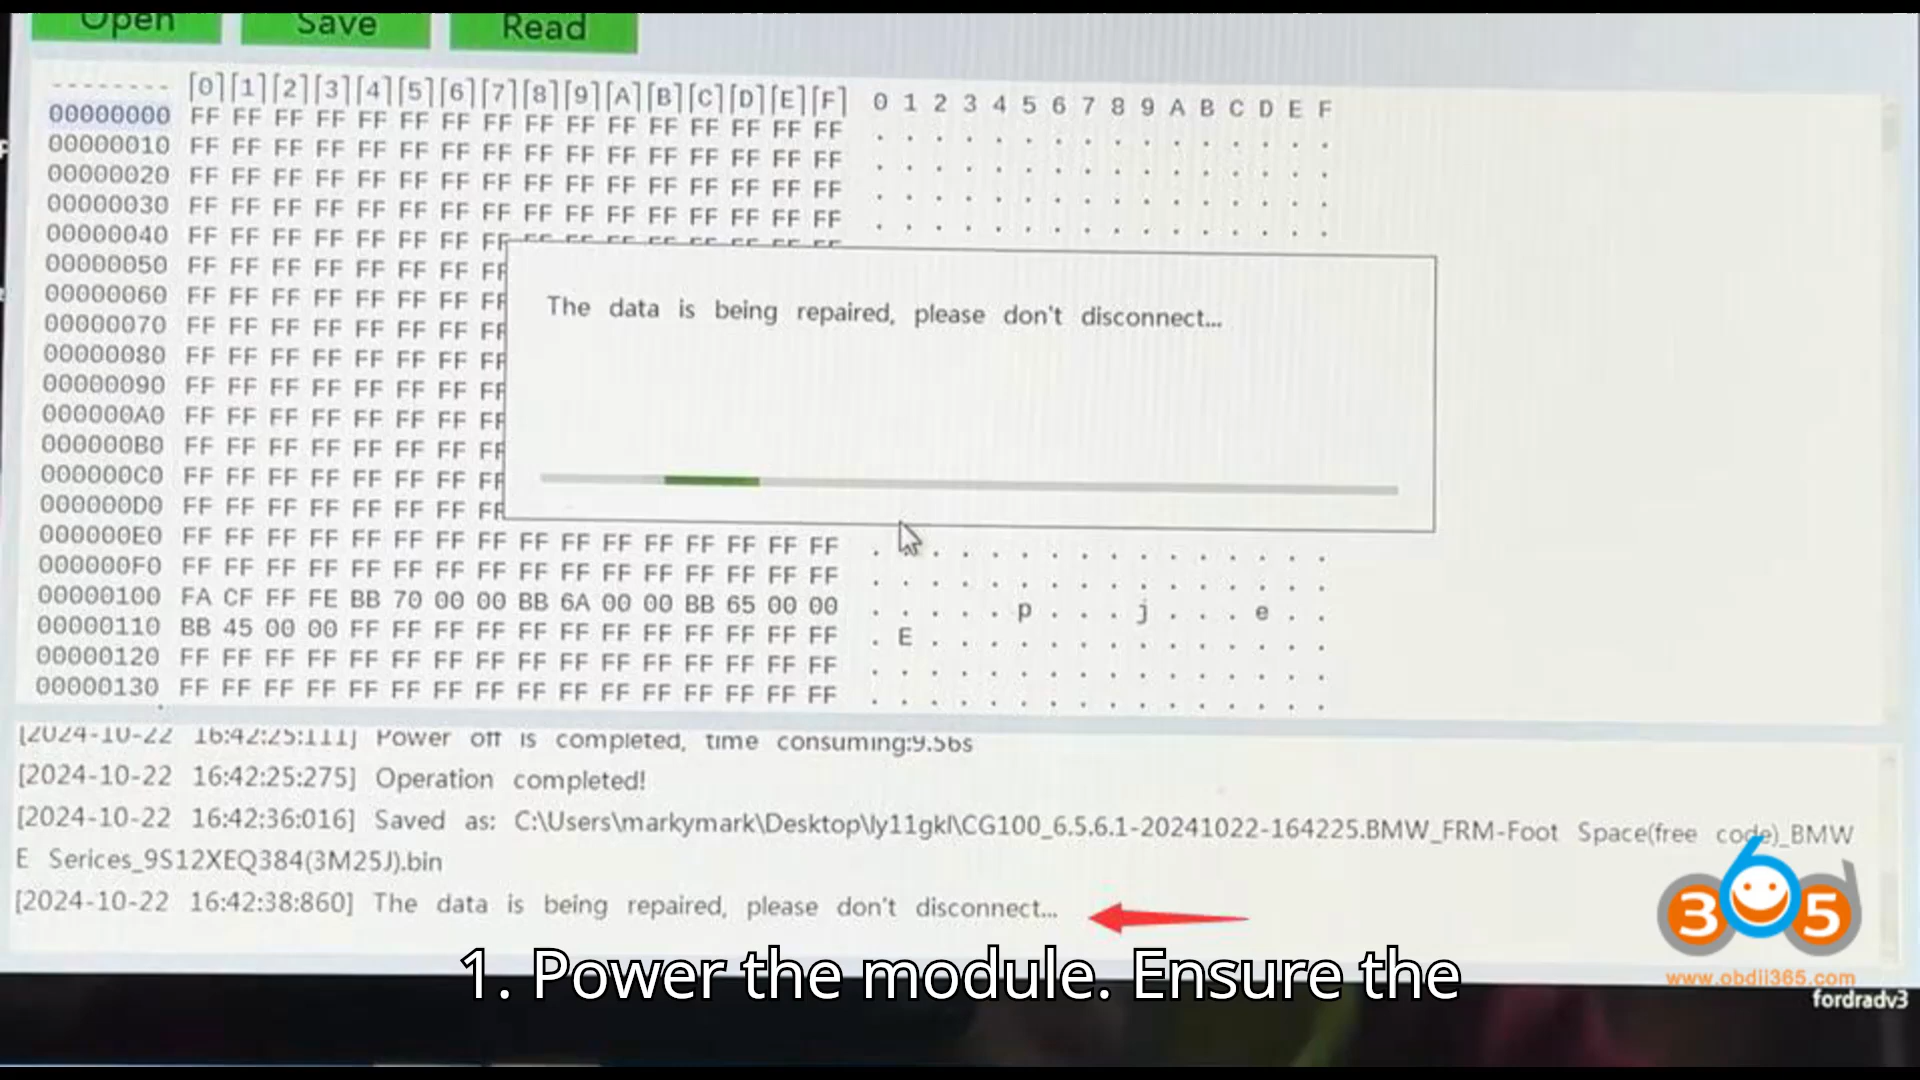 Open Save Read
-------- [0][1][2][3][4][5][6][7][8][9][A][B][C][D][E][F] 0 1 2 3 4 5 6 7 8 9 A B C D E F
00000000 FF FF FF FF FF FF FF FF FF FF FF FF FF FF FF FF . . . . . . . . . . . . . . . .
00000010 FF FF FF FF FF FF FF FF FF FF FF FF FF FF FF FF . . . . . . . . . . . . . . . .
00000020 FF FF FF FF FF FF FF FF FF FF FF FF FF FF FF FF . . . . . . . . . . . . . . . .
00000030 FF FF FF FF FF FF FF FF FF FF FF FF FF FF FF FF . . . . . . . . . . . . . . . .
00000040 FF FF FF FF FF FF FF FF
00000050 FF FF FF FF FF FF FF FF
00000060 FF FF FF FF FF FF FF FF
00000070 FF FF FF FF FF FF FF FF
00000080 FF FF FF FF FF FF FF FF
00000090 FF FF FF FF FF FF FF FF
000000A0 FF FF FF FF FF FF FF FF
000000B0 FF FF FF FF FF FF FF FF
000000C0 FF FF FF FF FF FF FF FF
000000D0 FF FF FF FF FF FF FF FF
The data is being repaired, please don't disconnect...
000000E0 FF FF FF FF FF FF FF FF FF FF FF FF FF FF FF FF . . . . . . . . . . . . . . . .
000000F0 FF FF FF FF FF FF FF FF FF FF FF FF FF FF FF FF . . . . . . . . . . . . . . . .
00000100 FA CF FF FE BB 70 00 00 BB 6A 00 00 BB 65 00 00 . . . . . p . . . j . . . e . .
00000110 BB 45 00 00 FF FF FF FF FF FF FF FF FF FF FF FF . E . . . . . . . . . . . . . .
00000120 FF FF FF FF FF FF FF FF FF FF FF FF FF FF FF FF . . . . . . . . . . . . . . . .
00000130 FF FF FF FF FF FF FF FF FF FF FF FF FF FF FF FF . . . . . . . . . . . . . . . .
[2024-10-22 16:42:25:111] Power off is completed, time consuming:9.56s
[2024-10-22 16:42:25:275] Operation completed!
[2024-10-22 16:42:36:016] Saved as: C:\Users\markymark\Desktop\ly11gkl\CG100_6.5.6.1-20241022-164225.BMW_FRM-Foot Space(free code)_BMW
E Serices_9S12XEQ384(3M25J).bin
[2024-10-22 16:42:38:860] The data is being repaired, please don't disconnect...
365
www.obdii365.com
1. Power the module. Ensure the
fordradv3